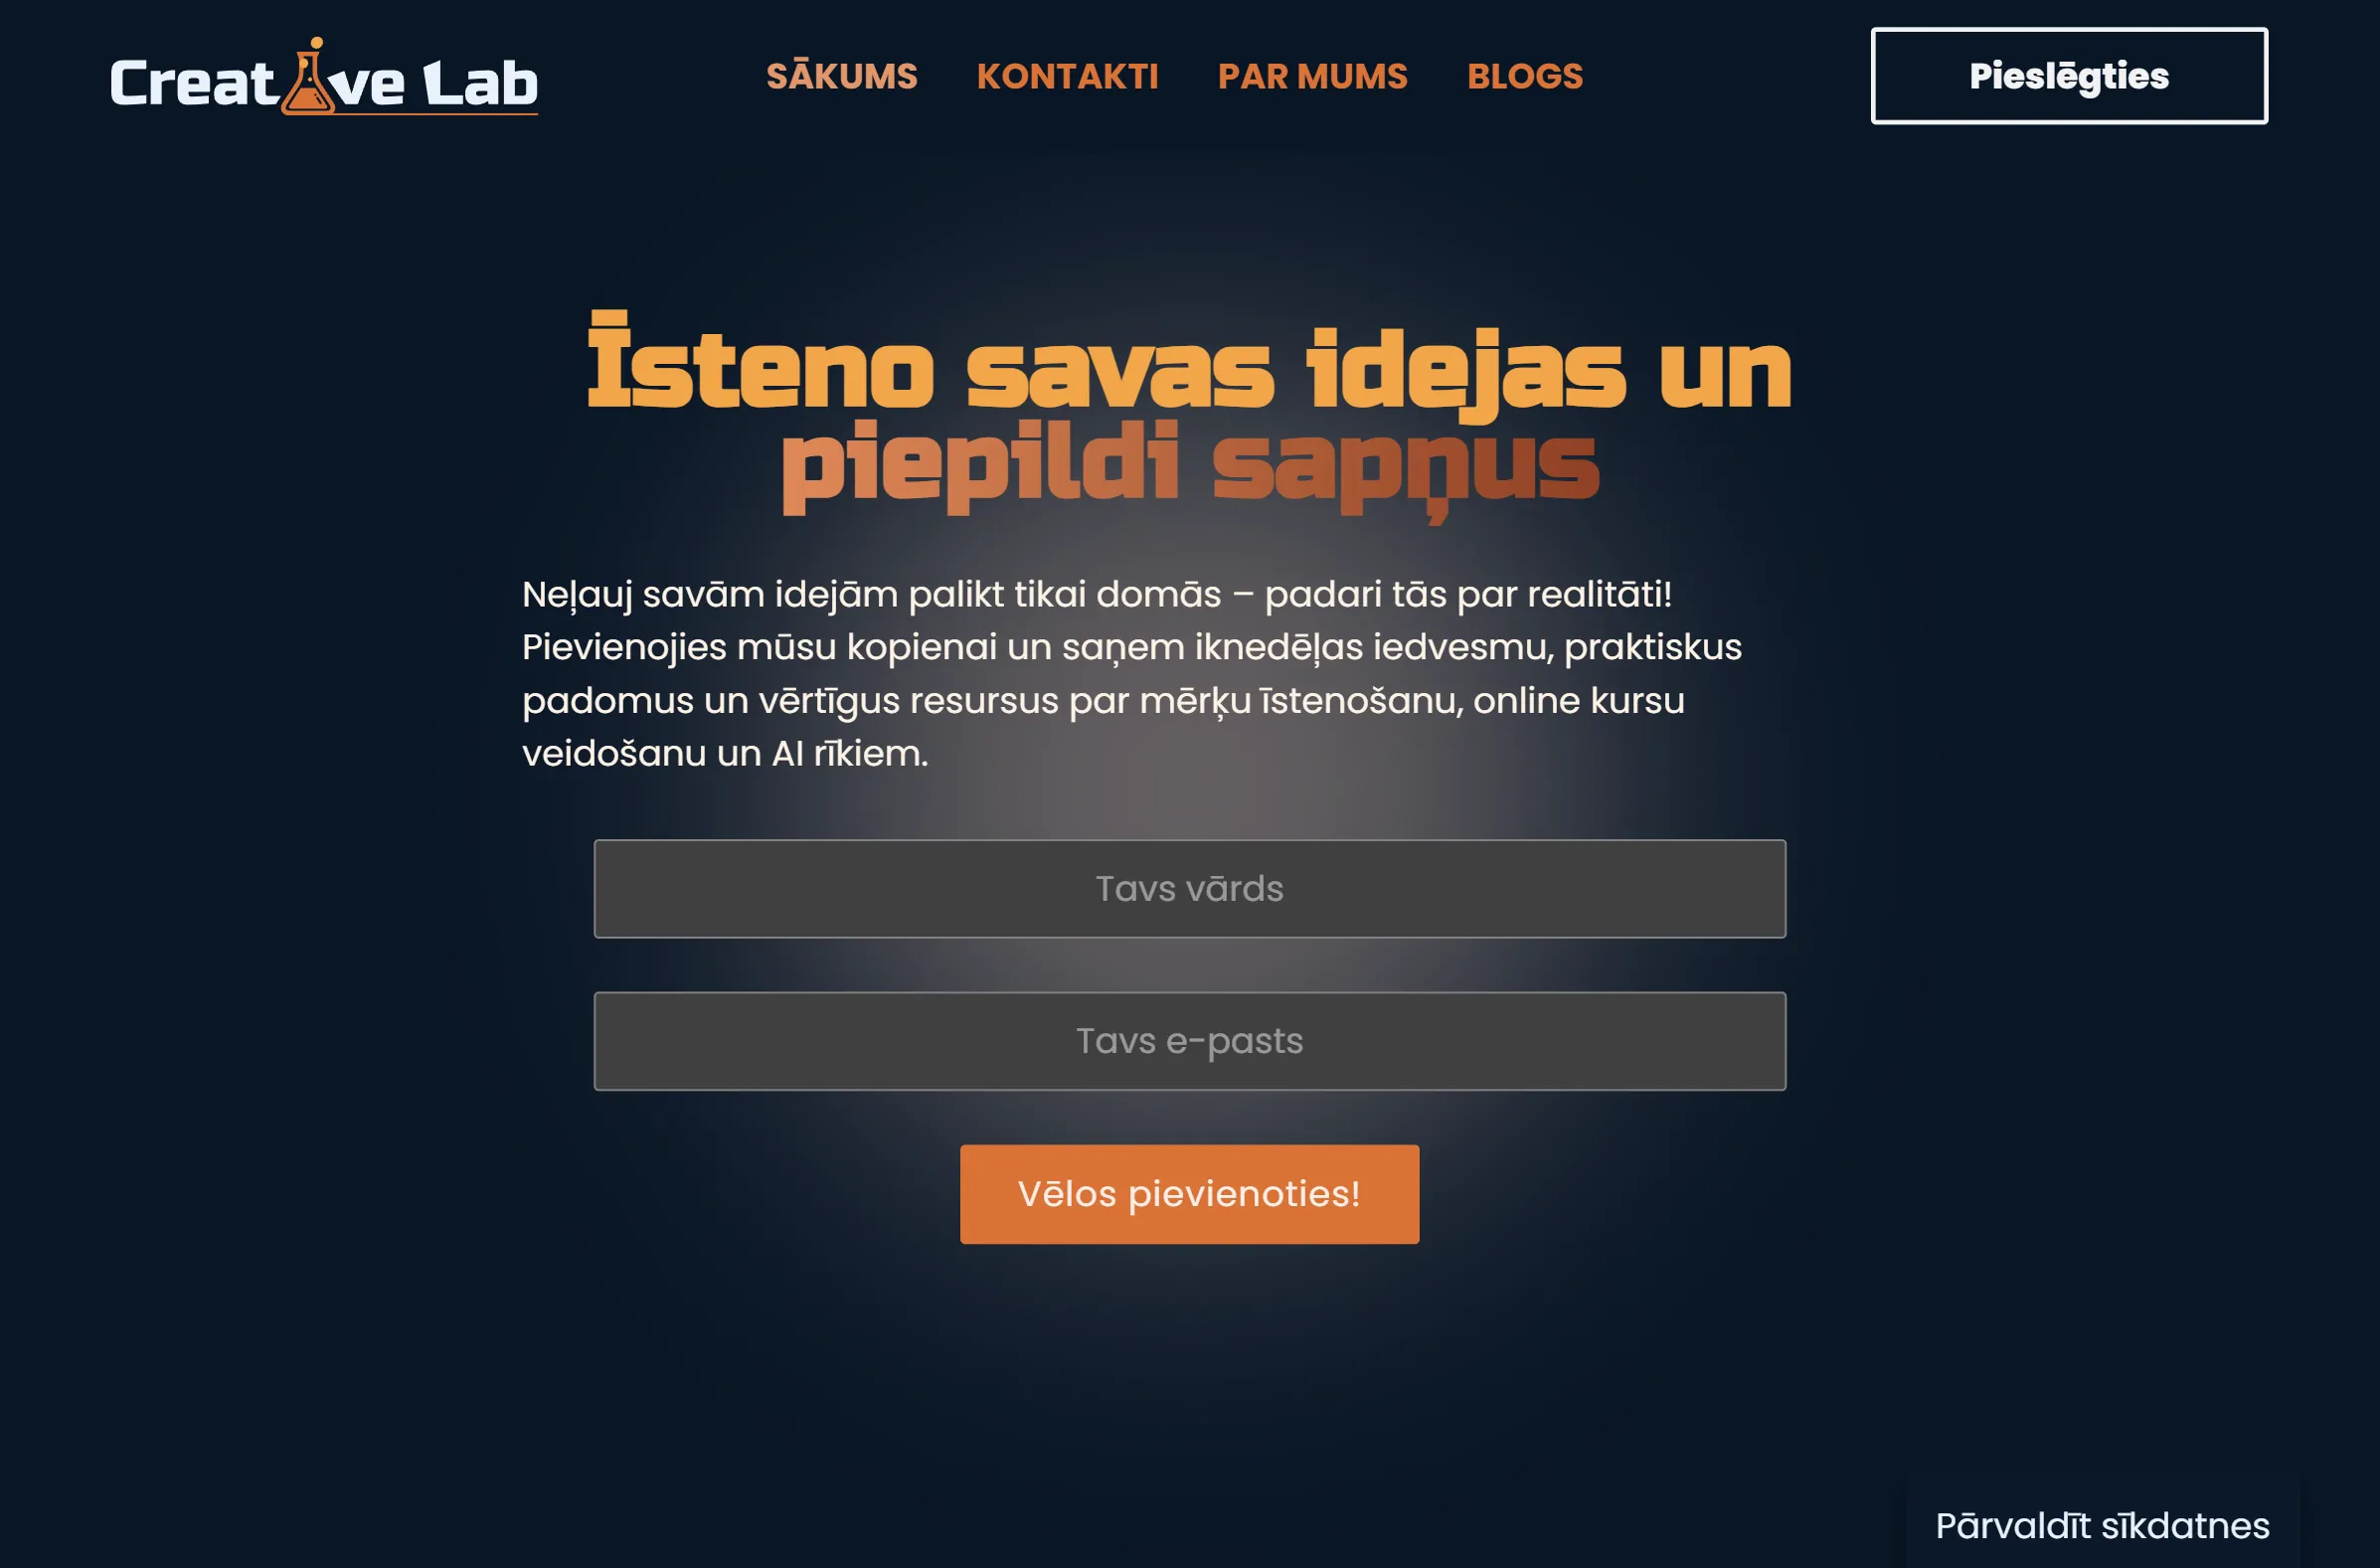 Creative Lab
SĀKUMS KONTAKTI PAR MUMS BLOGS
Pieslēgties
Īsteno savas idejas un
piepildi sapņus
Neļauj savām idejām palikt tikai domās – padari tās par realitāti!
Pievienojies mūsu kopienai un saņem iknedēļas iedvesmu, praktiskus
padomus un vērtīgus resursus par mērķu īstenošanu, online kursu
veidošanu un AI rīkiem.
Tavs vārds
Tavs e-pasts
Vēlos pievienoties!
Pārvaldīt sīkdatnes